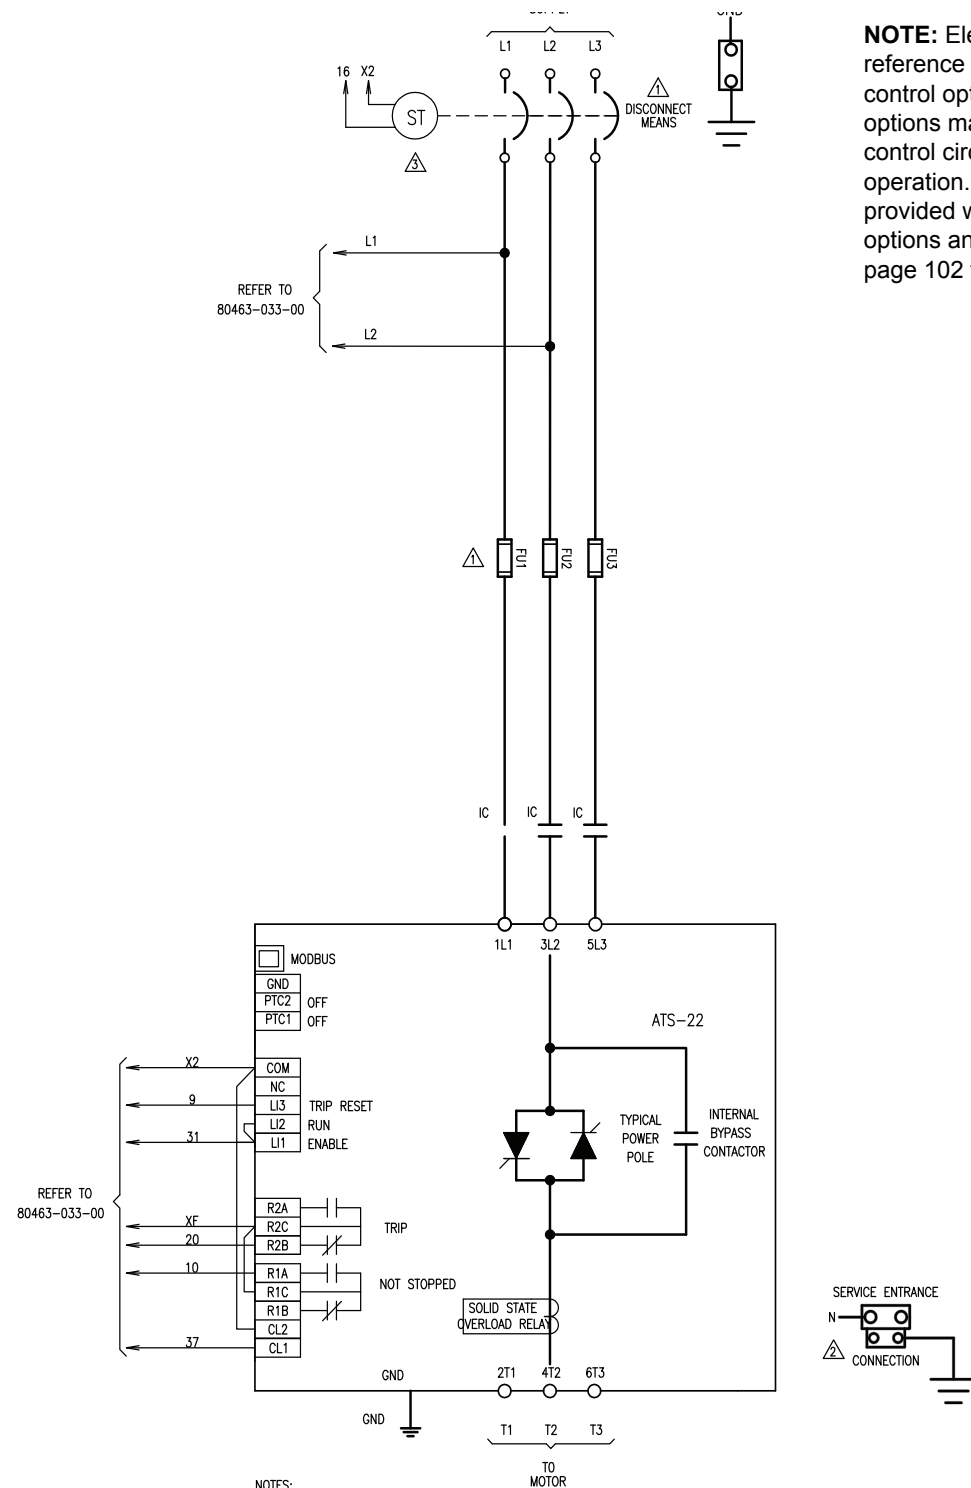 NOTE:
reference
control
options
control
operation.
provided
options
page 102
L1 L2 L3
16 X2
ST
1
DISCONNECT
MEANS
3
L1
REFER TO
80463-033-00
L2
1
FU1
FU2
FU3
IC IC IC
1L1 3L2 5L3
MODBUS
GND
PTC2 OFF
PTC1 OFF
ATS-22
X2 COM
NC
9 LI3 TRIP RESET
LI2 RUN
31 LI1 ENABLE
TYPICAL
POWER
POLE
INTERNAL
BYPASS
CONTACTOR
REFER TO
80463-033-00
R2A
XF R2C TRIP
20 R2B
10 R1A
R1C NOT STOPPED
R1B
CL2
37 CL1
SOLID STATE
OVERLOAD RELAY
SERVICE ENTRANCE
N
2
CONNECTION
GND
2T1 4T2 6T3
GND
T1 T2 T3
TO
MOTOR
NOTES: